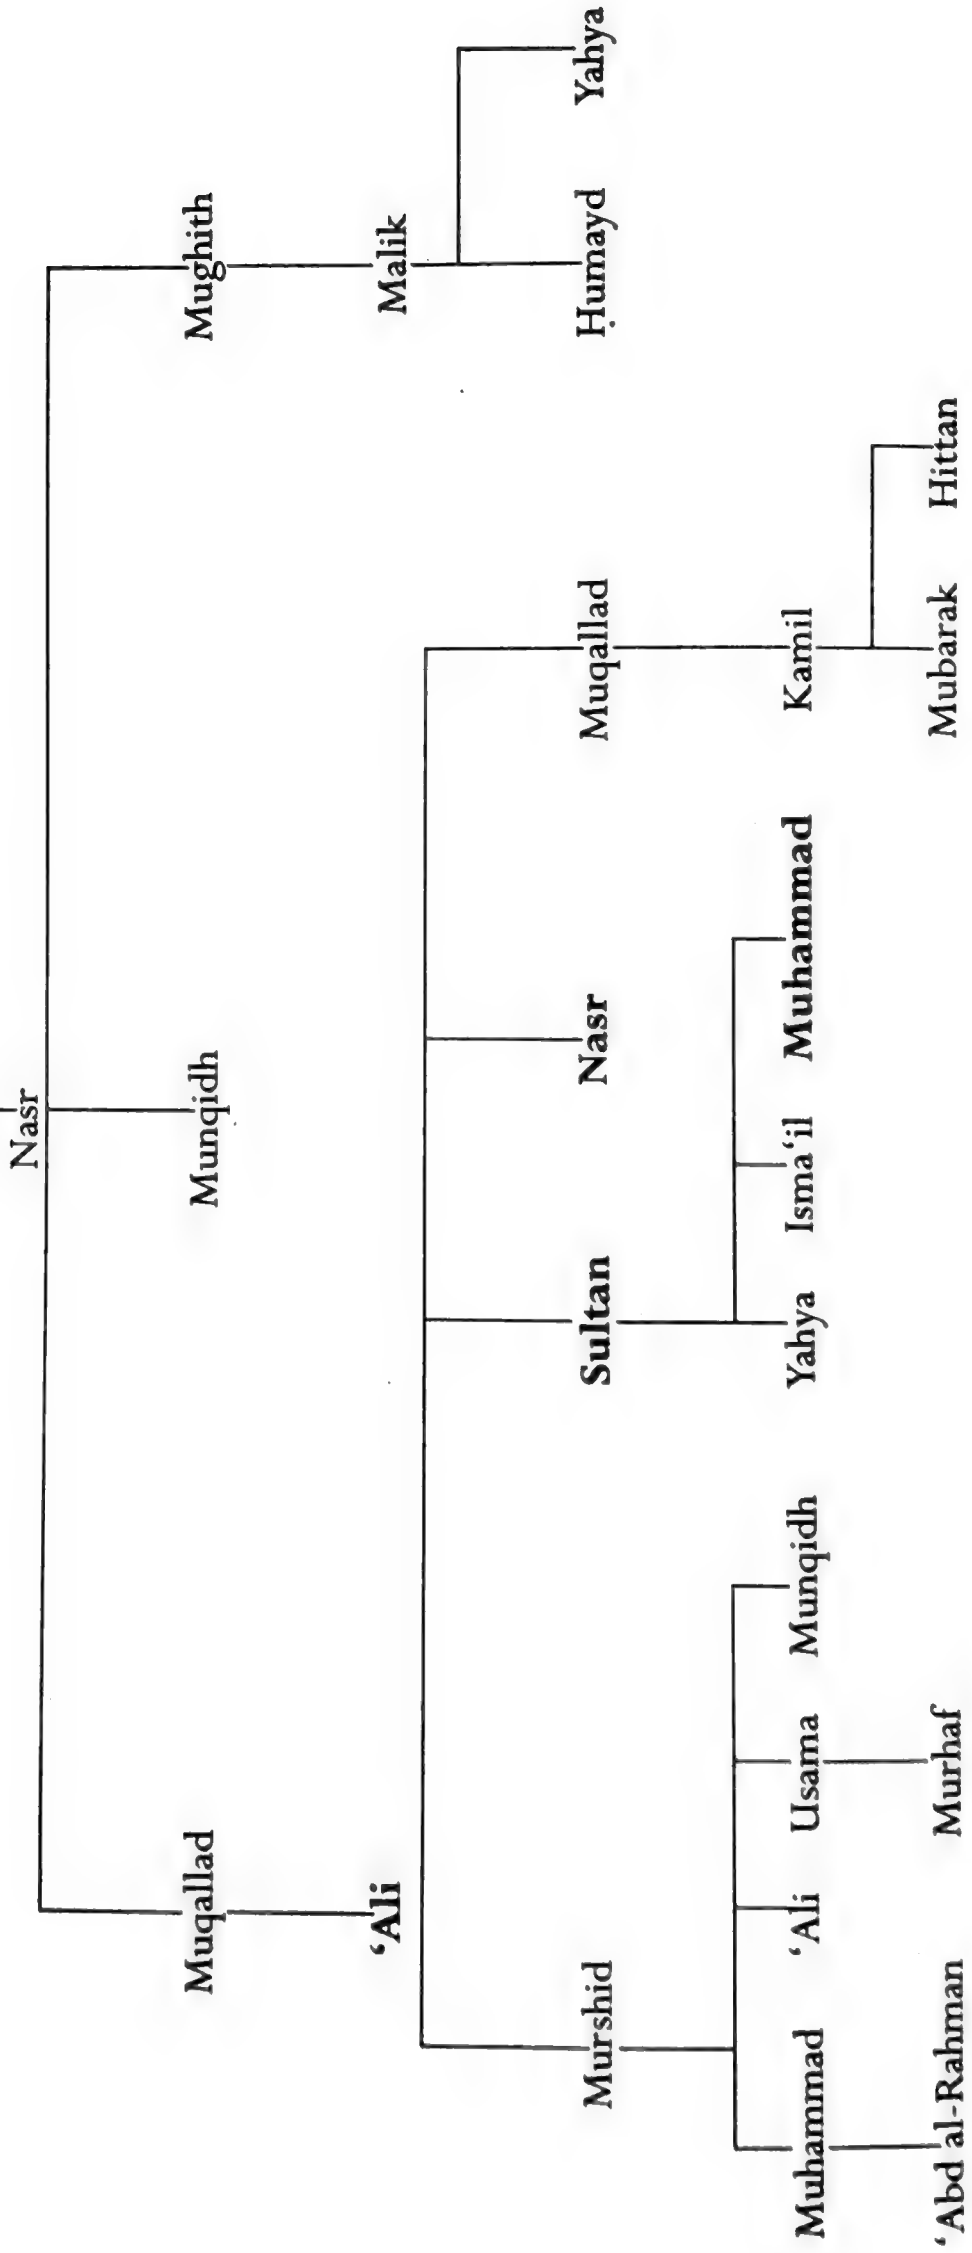 Nasr
Muqallad Munqidh Mughith
‘Ali Malik
Murshid Sultan Nasr Muqallad Ḥumayd Yahya
Muhammad ‘Ali Usama Munqidh Yahya Isma‘il Muhammad Kamil
‘Abd al-Rahman Murhaf Mubarak Hittan